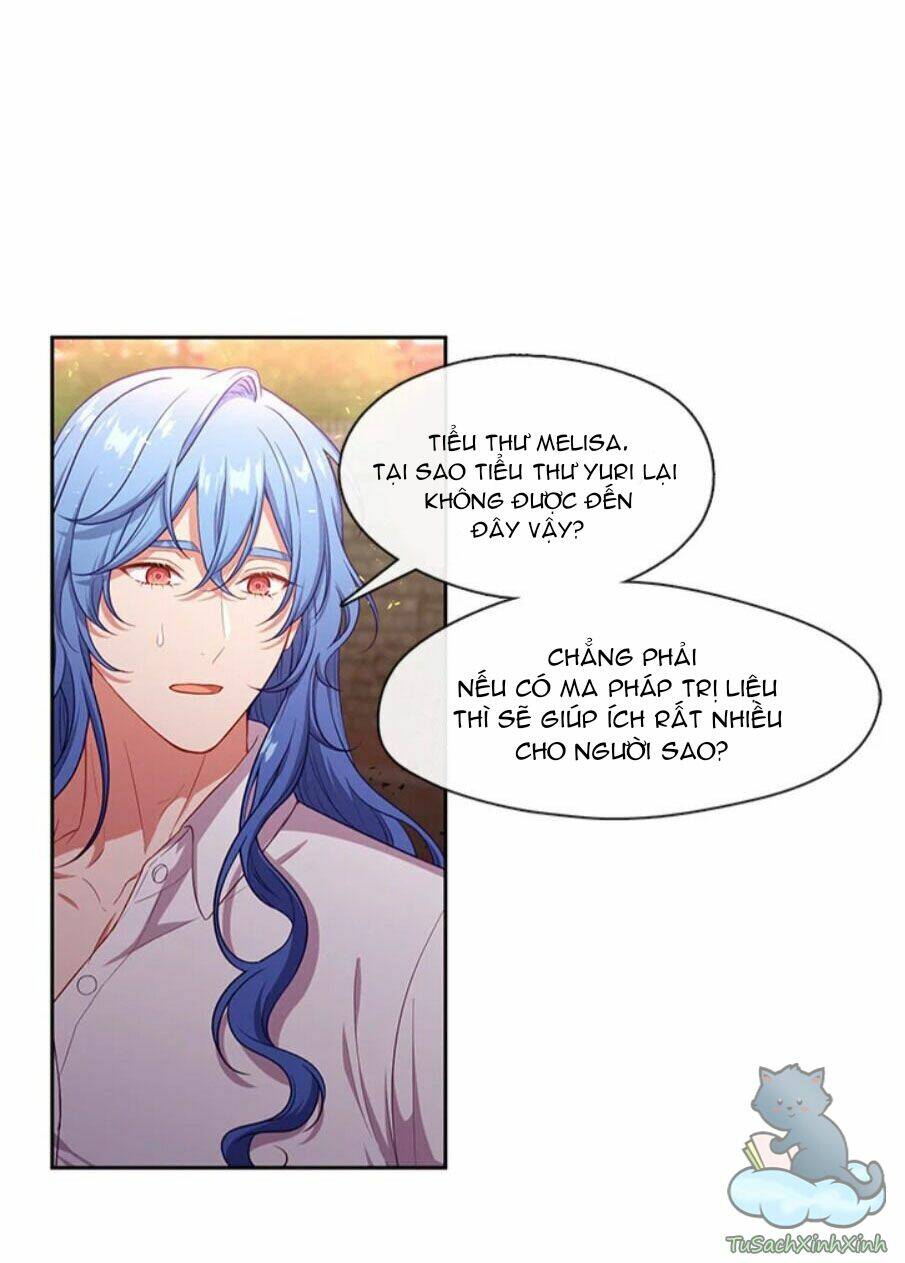 TIỂU THƯ MELISA.
TẠI SAO TIỂU THƯ YURI LẠI
KHÔNG ĐƯỢC ĐẾN
ĐÂY VẬY?
CHẲNG PHẢI
NẾU CÓ MA PHÁP TRỊ LIỆU
THÌ SẼ GIÚP ÍCH RẤT NHIỀU
CHO NGƯỜI SAO?
TuSachXinhXinh